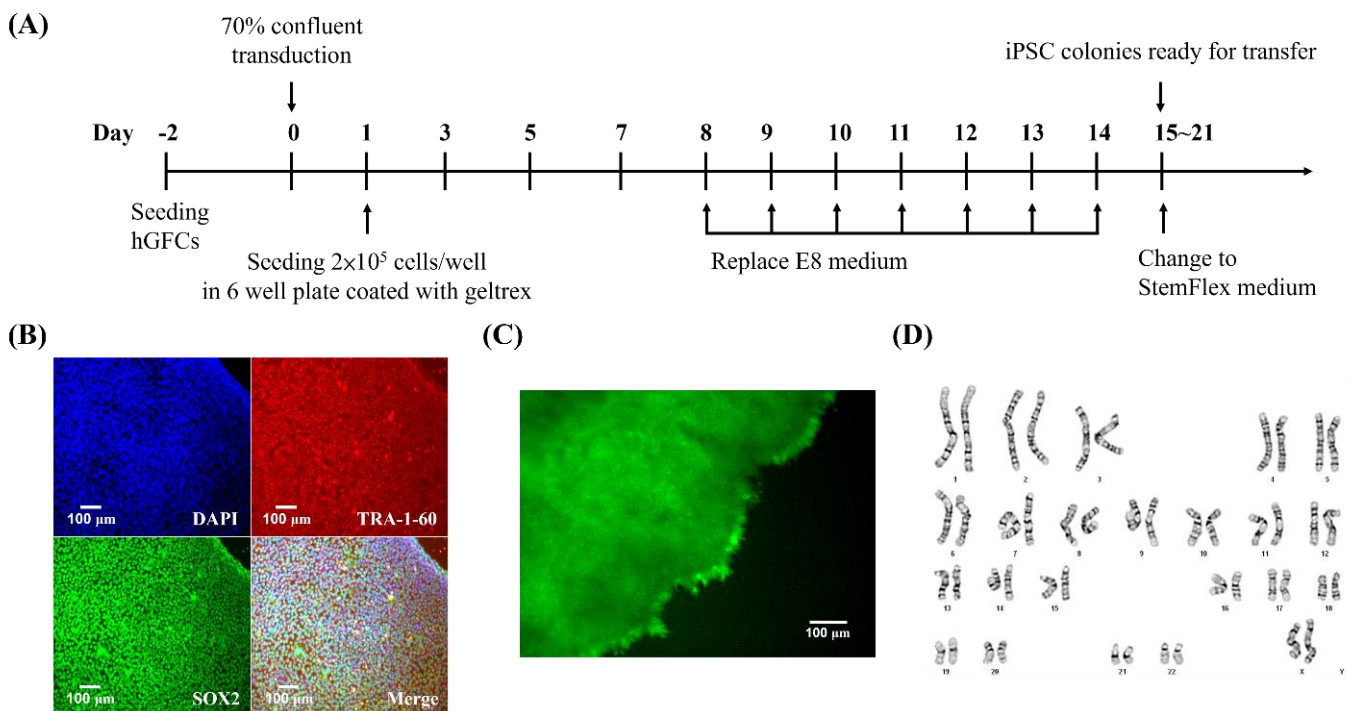 (A)
70% confluent
transduction
iPSC colonies ready for transfer
Day -2 0 1 3 5 7 8 9 10 11 12 13 14 15~21
Seeding
hGFCs
Seeding 2×10⁵ cells/well
in 6 well plate coated with geltrex
Replace E8 medium
Change to
StemFlex medium
(B)
100 μm
DAPI
100 μm
TRA-1-60
100 μm
SOX2
100 μm
Merge
(C)
100 μm
(D)
1 2 3 4 5
6 7 8 9 10 11 12
13 14 15 16 17 18
19 20 21 22 X Y